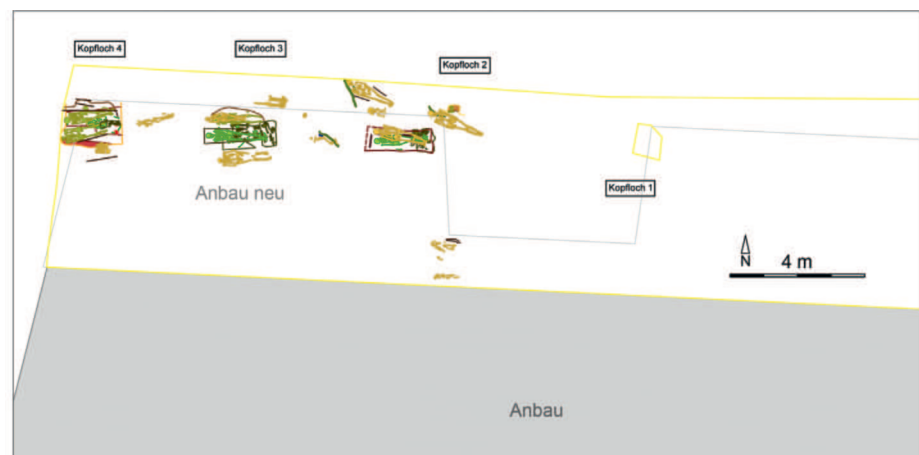 Kopfloch 4
Kopfloch 3
Kopfloch 2
Anbau neu
Kopfloch 1
N
4 m
Anbau